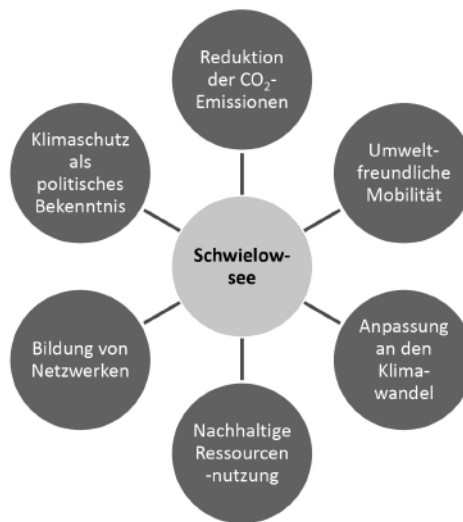 Reduktion
der CO₂-
Emissionen
Umwelt-
freundliche
Mobilität
Anpassung
an den
Klima-
wandel
Nachhaltige
Ressourcen
-nutzung
Bildung von
Netzwerken
Klimaschutz
als
politisches
Bekenntnis
Schwielow-
see